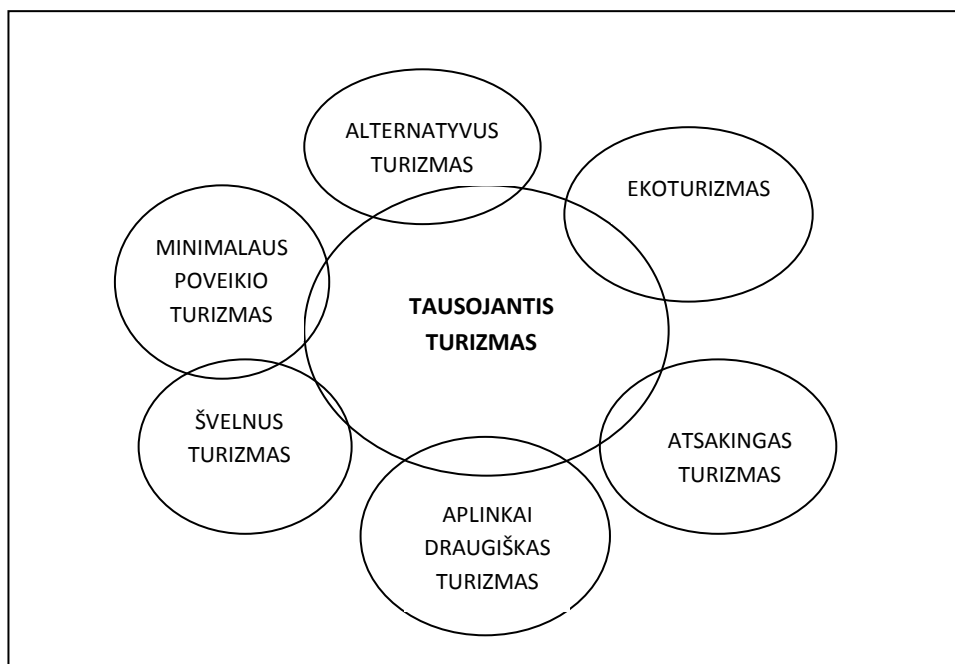 ALTERNATYVUS
TURIZMAS
EKOTURIZMAS
MINIMALAUS
POVEIKIO
TURIZMAS
TAUSOJANTIS
TURIZMAS
ŠVELNUS
TURIZMAS
ATSAKINGAS
TURIZMAS
APLINKAI
DRAUGIŠKAS
TURIZMAS